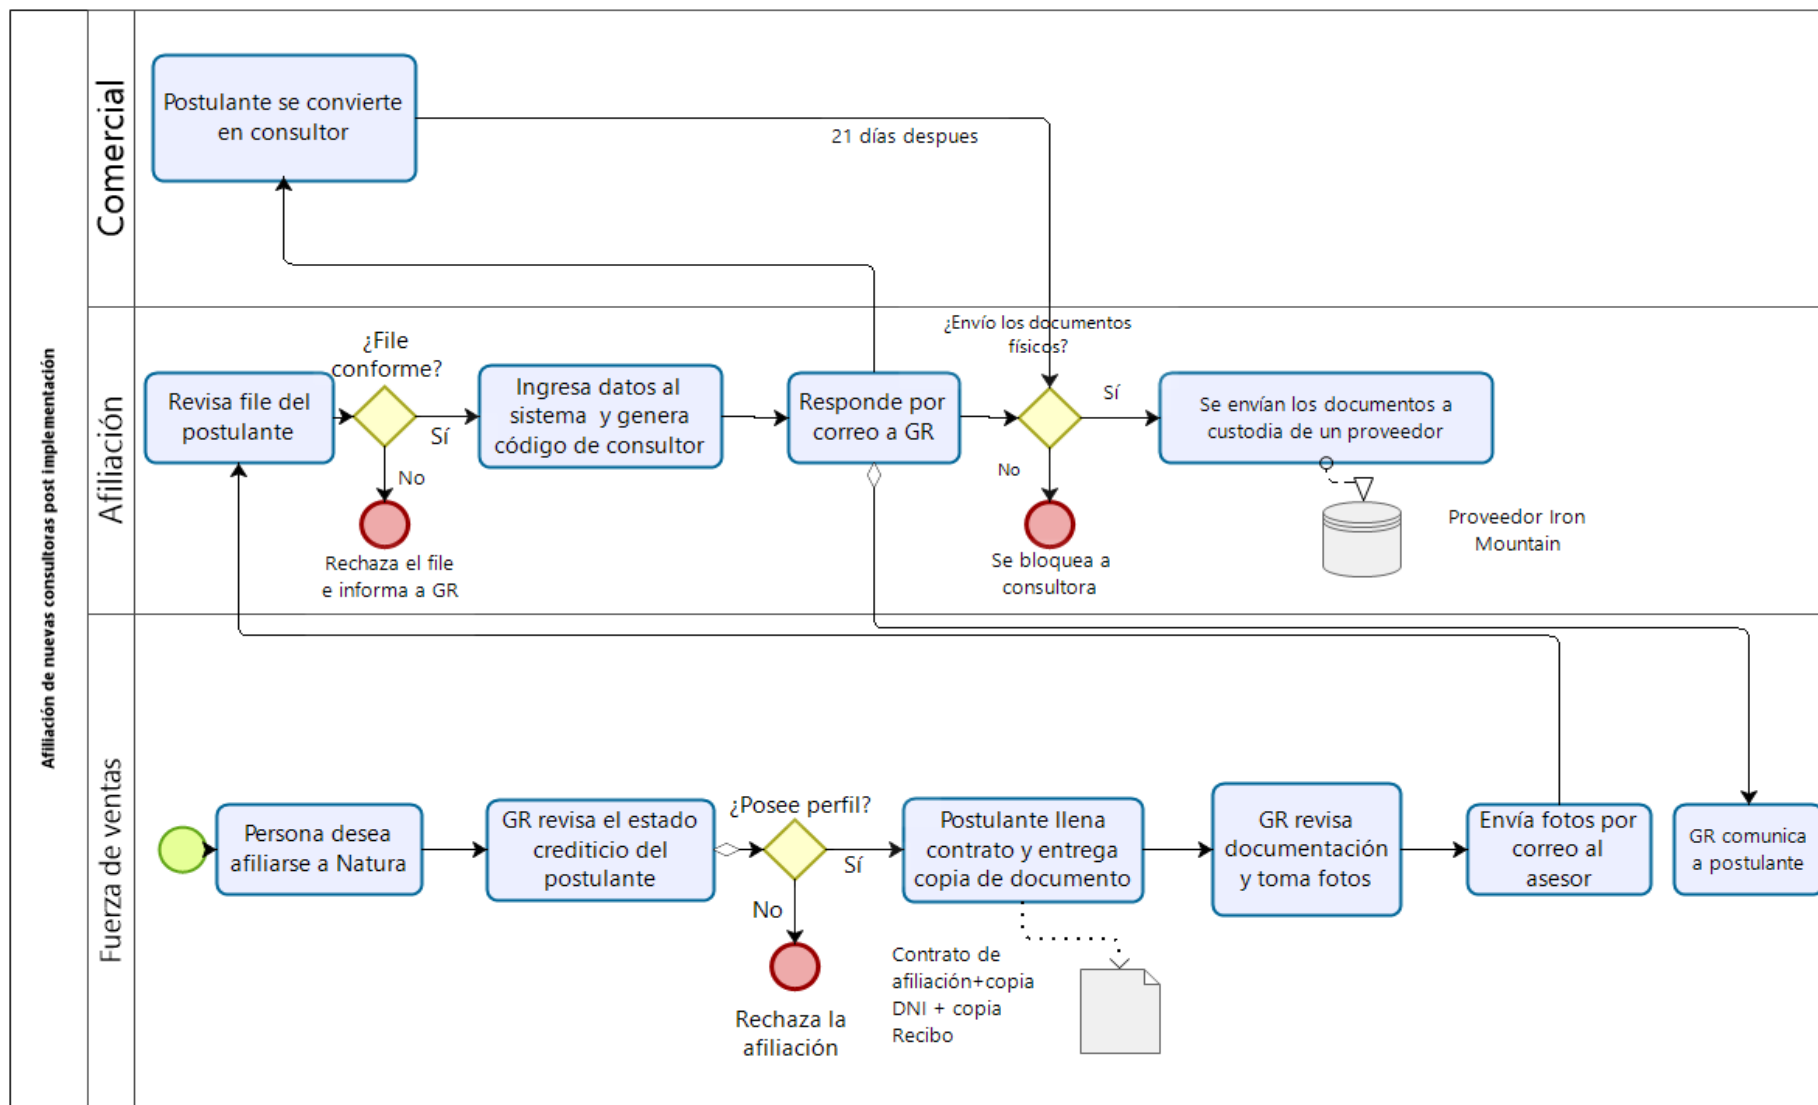 Afiliación de nuevas consultoras post implementación
Comercial
Postulante se convierte
en consultor
21 días despues
Afiliación
Revisa file del
postulante
¿File
conforme?
Sí
No
Rechaza el file
e informa a GR
Ingresa datos al
sistema y genera
código de consultor
Responde por
correo a GR
¿Envío los documentos
físicos?
Sí
No
Se bloquea a
consultora
Se envían los documentos a
custodia de un proveedor
Proveedor Iron
Mountain
Fuerza de ventas
Persona desea
afiliarse a Natura
GR revisa el estado
crediticio del
postulante
¿Posee perfil?
Sí
No
Rechaza la
afiliación
Postulante llena
contrato y entrega
copia de documento
Contrato de
afiliación+copia
DNI + copia
Recibo
GR revisa
documentación
y toma fotos
Envía fotos por
correo al
asesor
GR comunica
a postulante